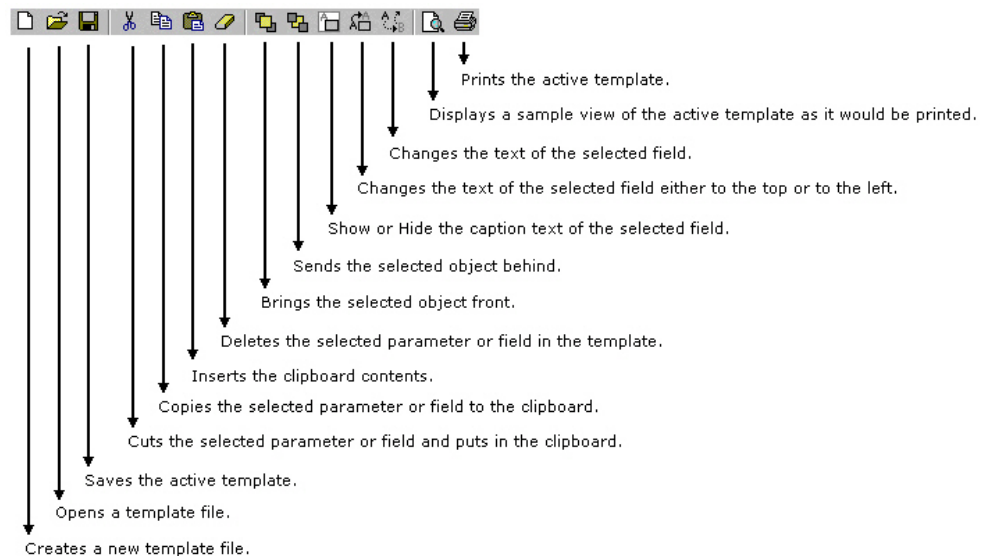 Prints the active template.
Displays a sample view of the active template as it would be printed.
Changes the text of the selected field.
Changes the text of the selected field either to the top or to the left.
Show or Hide the caption text of the selected field.
Sends the selected object behind.
Brings the selected object front.
Deletes the selected parameter or field in the template.
Inserts the clipboard contents.
Copies the selected parameter or field to the clipboard.
Cuts the selected parameter or field and puts in the clipboard.
Saves the active template.
Opens a template file.
Creates a new template file.